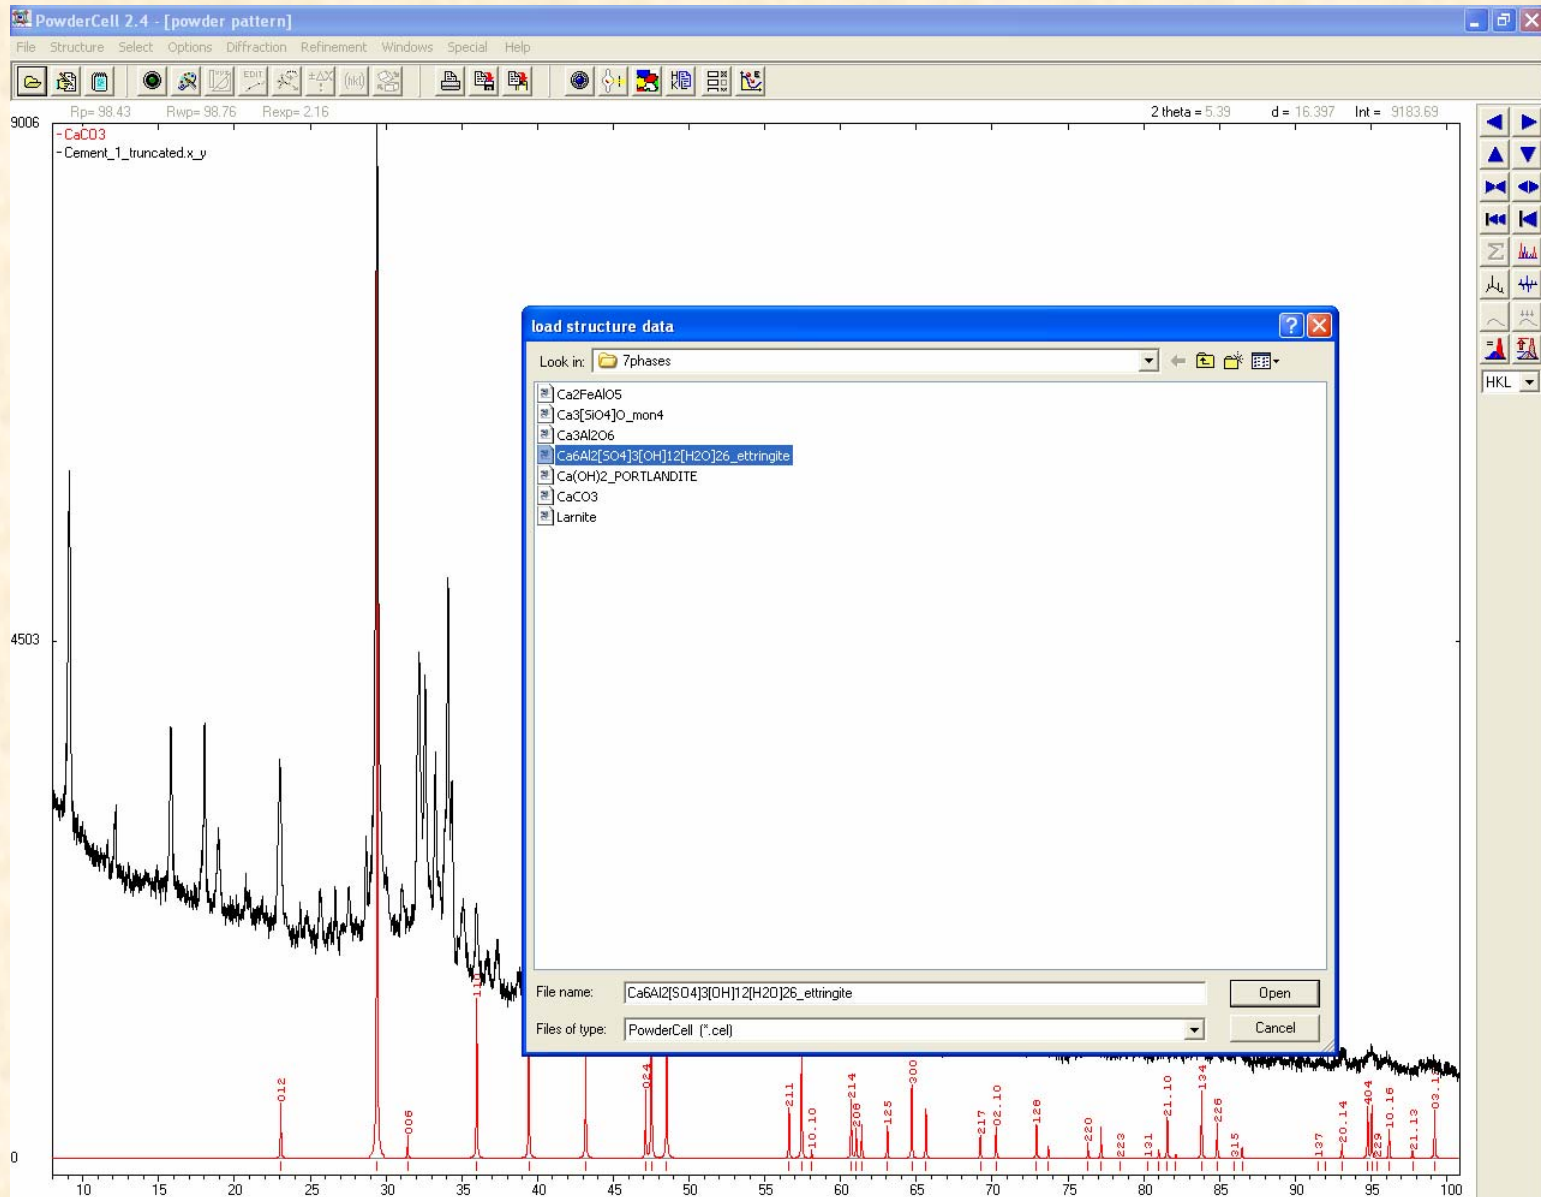 PowderCell 2.4 - [powder pattern]
File Structure Select Options Diffraction Refinement Windows Special Help
EDIT ±ΔX (hkl)
Rp= 98.43 Rwp= 98.76 Rexp= 2.16 2 theta = 5.39 d = 16.397 Int = 9183.69
9006
-CaCO3
-Cement_1_truncated.x_y
HKL
load structure data
Look in: 7phases
Ca2FeAlO5
Ca3[SiO4]O_mon4
Ca3Al2O6
Ca6Al2[SO4]3[OH]12[H2O]26_ettringite
Ca(OH)2_PORTLANDITE
CaCO3
Larnite
4503
File name: Ca6Al2[SO4]3[OH]12[H2O]26_ettringite Open
Files of type: PowderCell (*.cel) Cancel
012 006 024 211 10.10 214 208 125 300 217 02.10 128 220 223 131 21.10 134 226 315 137 20.14 404 229 10.16 21.13
0
10 15 20 25 30 35 40 45 50 55 60 65 70 75 80 85 90 95 100